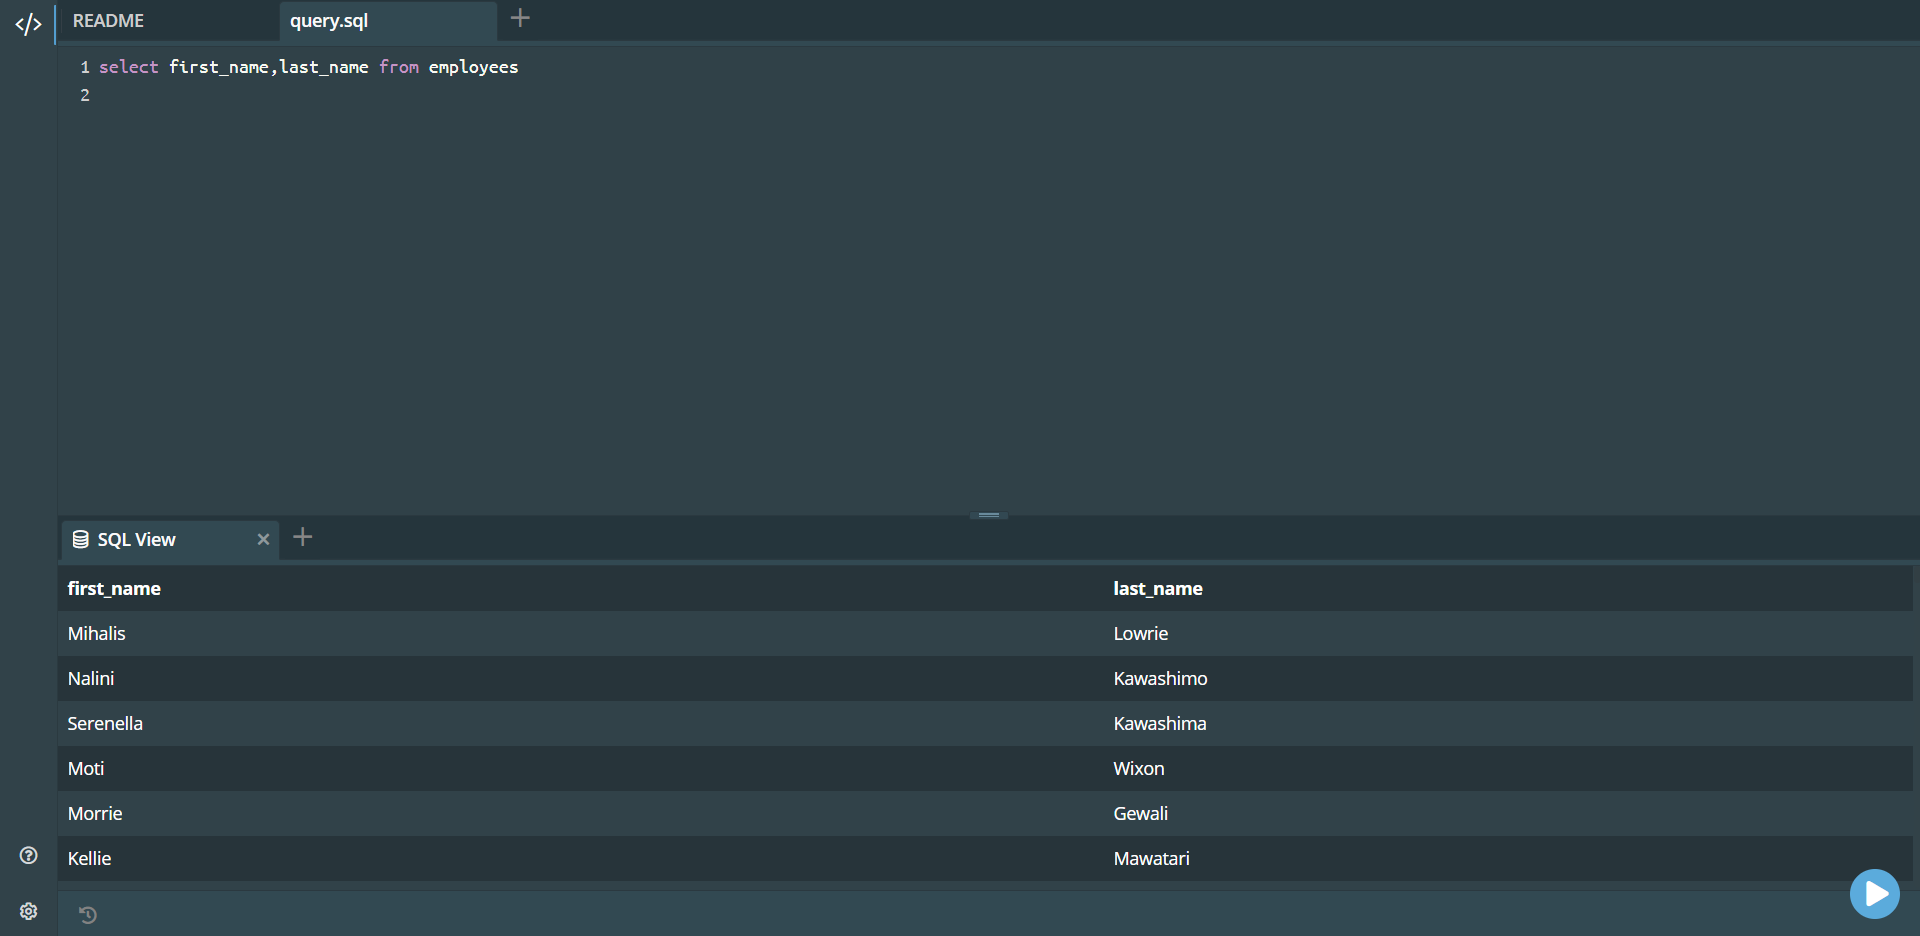 </> README query.sql +
1 select first_name,last_name from employees
2
SQL View × +
first_name last_name
Mihalis Lowrie
Nalini Kawashimo
Serenella Kawashima
Moti Wixon
Morrie Gewali
Kellie Mawatari